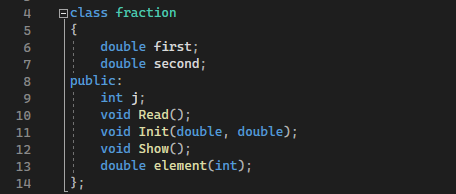 4 class fraction
5 {
6 double first;
7 double second;
8 public:
9 int j;
10 void Read();
11 void Init(double, double);
12 void Show();
13 double element(int);
14 };